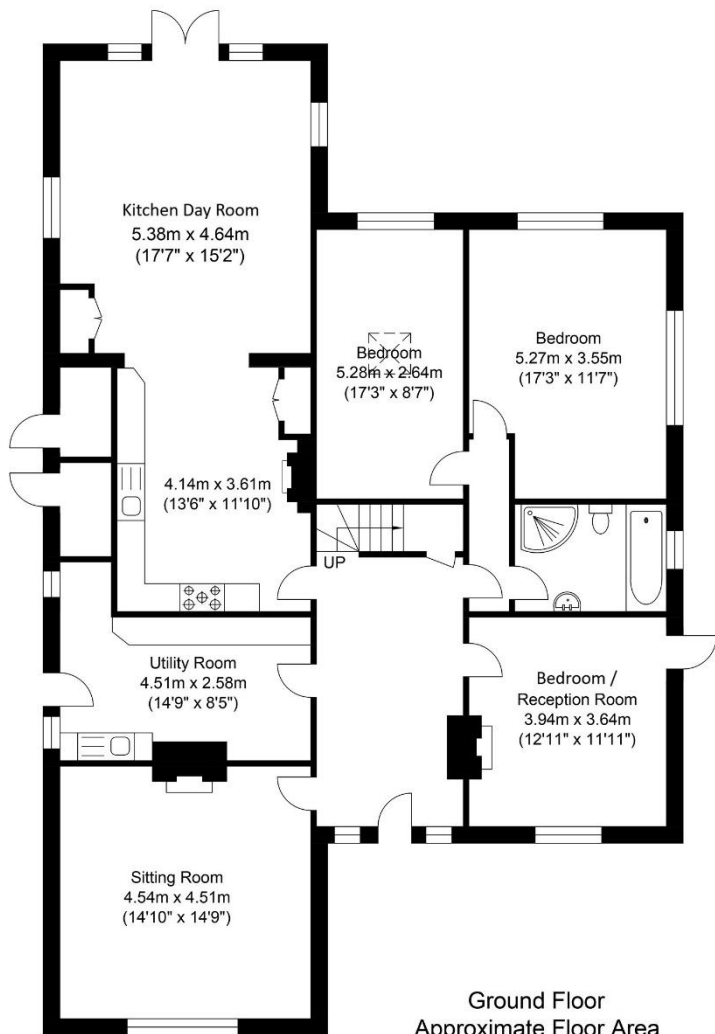 Kitchen Day Room
5.38m x 4.64m
(17'7" x 15'2")
Bedroom
5.28m x 2.64m
(17'3" x 8'7")
Bedroom
5.27m x 3.55m
(17'3" x 11'7")
4.14m x 3.61m
(13'6" x 11'10")
UP
Utility Room
4.51m x 2.58m
(14'9" x 8'5")
Bedroom /
Reception Room
3.94m x 3.64m
(12'11" x 11'11")
Sitting Room
4.54m x 4.51m
(14'10" x 14'9")
Ground Floor
Approximate Floor Area